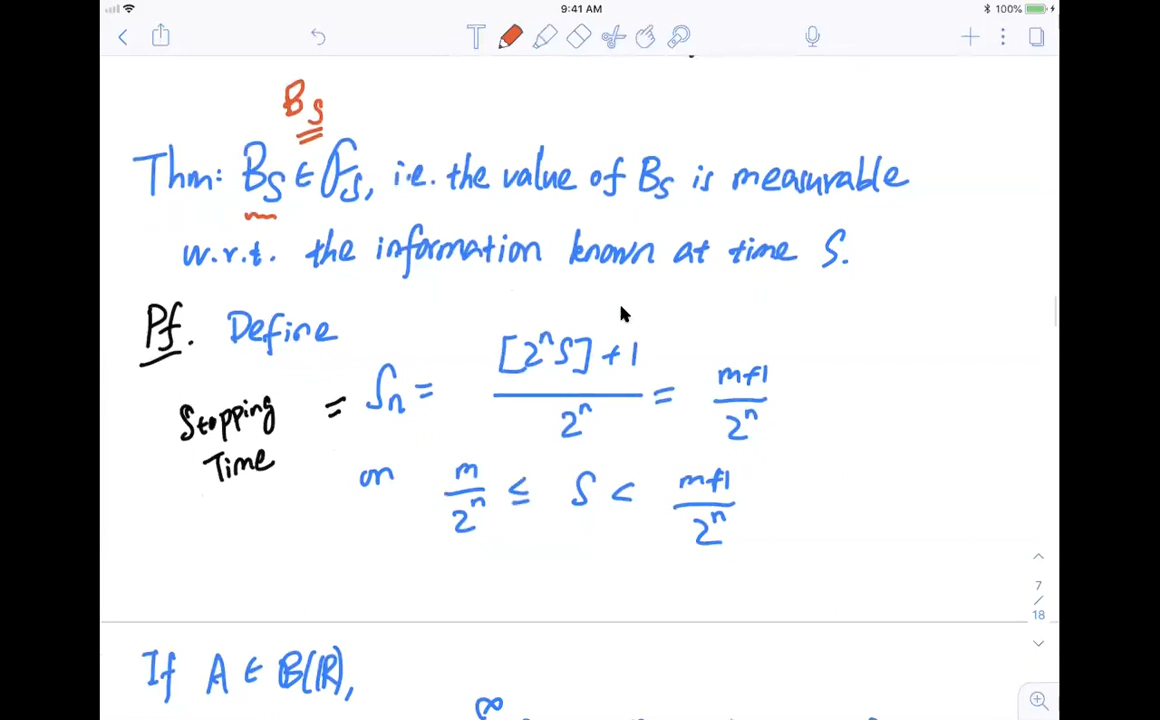 9:41 AM
100%
B_S
Thm: B_S ∈ 𝓕_S, i.e. the value of B_S is measurable
w.r.t. the information known at time S.
Pf. Define
Stopping Time = S_n = ([2^n S] + 1) / 2^n = (m+1) / 2^n
on m / 2^n ≤ S < (m+1) / 2^n
7 / 18
If A ∈ 𝓑(ℝ),
∞